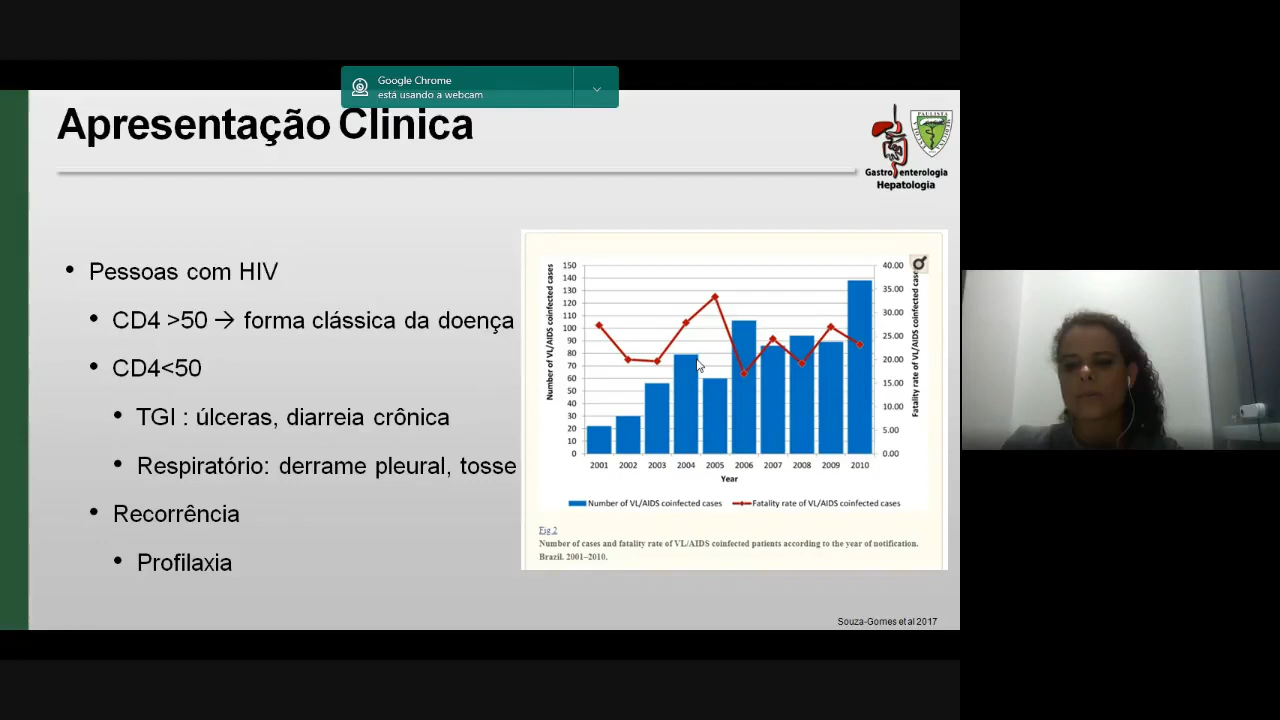 Google Chrome
está usando a webcam
Apresentação Clinica
Gastroenterologia
Hepatologia
• Pessoas com HIV
• CD4 >50 → forma clássica da doença
• CD4<50
• TGI : úlceras, diarreia crônica
• Respiratório: derrame pleural, tosse
• Recorrência
• Profilaxia
Number of VL/AIDS coinfected cases
150
140
130
120
110
100
90
80
70
60
50
40
30
20
10
0
40.00
35.00
30.00
25.00
20.00
15.00
10.00
5.00
0.00
Fatality rate of VL/AIDS coinfected cases
2001 2002 2003 2004 2005 2006 2007 2008 2009 2010
Year
Number of VL/AIDS coinfected cases Fatality rate of VL/AIDS coinfected cases
Fig 2
Number of cases and fatality rate of VL/AIDS coinfected patients according to the year of notification.
Brazil. 2001–2010.
Souza-Gomes et al 2017